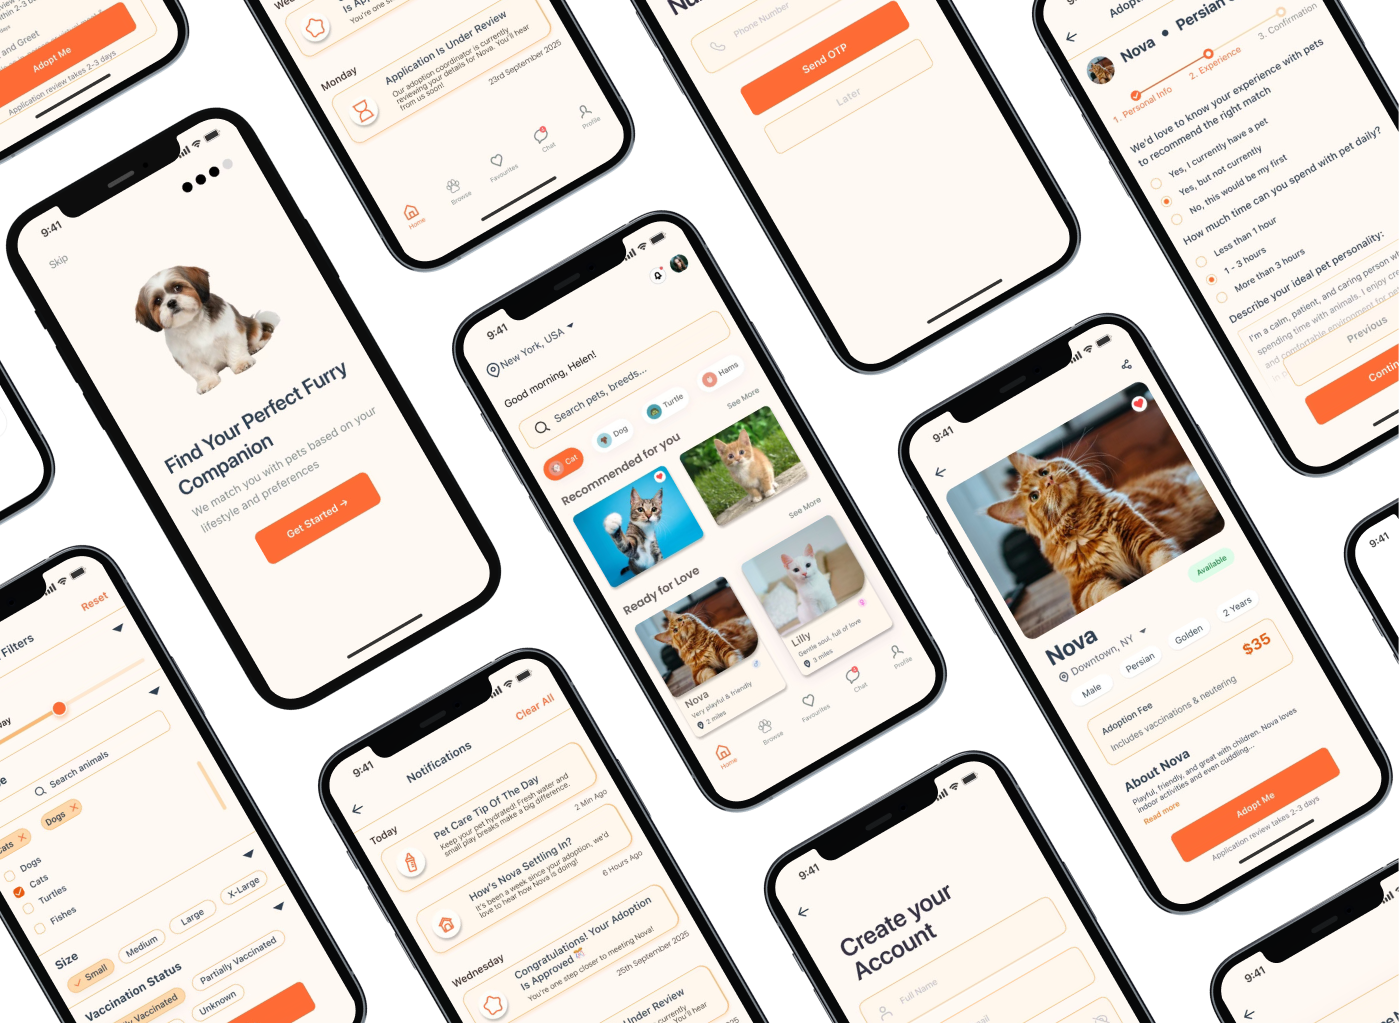 within 2-3 b
and Greet
Adopt Me
Application review takes 2-3 days
Is Ap
You're one st
Monday
Application Is Under Review
Our adoption coordinator is currently
reviewing your details for Nova. You'll hear
from us soon!
23rd September 2025
Home
Browse
Favourites
Chat
Profile
Phone Number
Send OTP
Later
Adop
Nova • Persian
1. Personal Info
2. Experience
3. Confirmation
We'd love to know your experience with pets
to recommend the right match
Yes, I currently have a pet
Yes, but not currently
No, this would be my first
How much time can you spend with pet daily?
Less than 1 hour
1 - 3 hours
More than 3 hours
Describe your ideal pet personality:
I'm a calm, patient, and caring person w
spending time with animals. I enjoy cre
and comfortable environment for pe
Previous
Contin
9:41
Skip
Find Your Perfect Furry
Companion
We match you with pets based on your
lifestyle and preferences
Get Started →
9:41
New York, USA
Good morning, Helen!
Search pets, breeds...
Cat
Dog
Turtle
Hams
Recommended for you
See More
Ready for Love
See More
Nova
Very playful & friendly
2 miles
Lilly
Gentle soul, full of love
3 miles
Home
Browse
Favourites
Chat
Profile
9:41
Available
Nova
Downtown, NY
Male
Persian
Golden
2 Years
Adoption Fee
$35
Includes vaccinations & neutering
About Nova
Playful, friendly, and great with children. Nova loves
indoor activities and even cuddling...
Read more
Adopt Me
Application review takes 2-3 days
Filters
Reset
ay
e
Search animals
ats
Dogs
Dogs
Cats
Turtles
Fishes
Size
Small
Medium
Large
X-Large
Vaccination Status
ly Vaccinated
Partially Vaccinated
Unknown
9:41
Notifications
Clear All
Today
Pet Care Tip Of The Day
Keep your pet hydrated! Fresh water and
small play breaks make a big difference.
2 Min Ago
How's Nova Settling In?
It's been a week since your adoption, we'd
love to hear how Nova is doing!
6 Hours Ago
Wednesday
Congratulations! Your Adoption
Is Approved
You're one step closer to meeting Nova!
25th September 2025
Under Review
currently
hear
9:41
Create your
Account
Full Name
ail
9:41
9:41